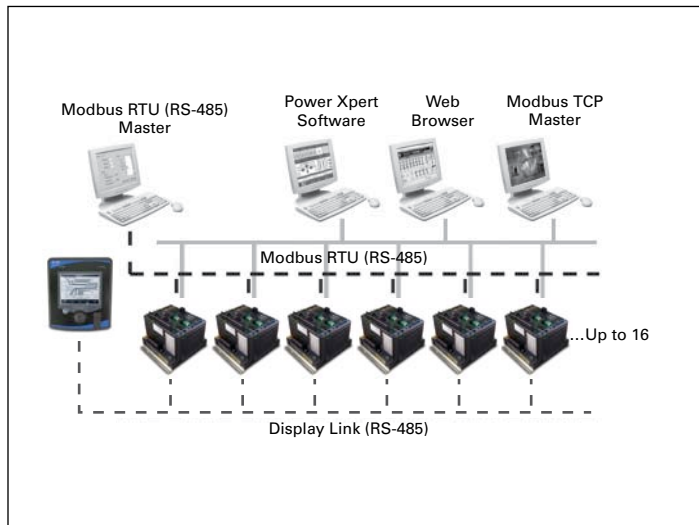 Modbus RTU (RS-485)
Master
Power Xpert
Software
Web
Browser
Modbus TCP
Master
Modbus RTU (RS-485)
...Up to 16
Display Link (RS-485)